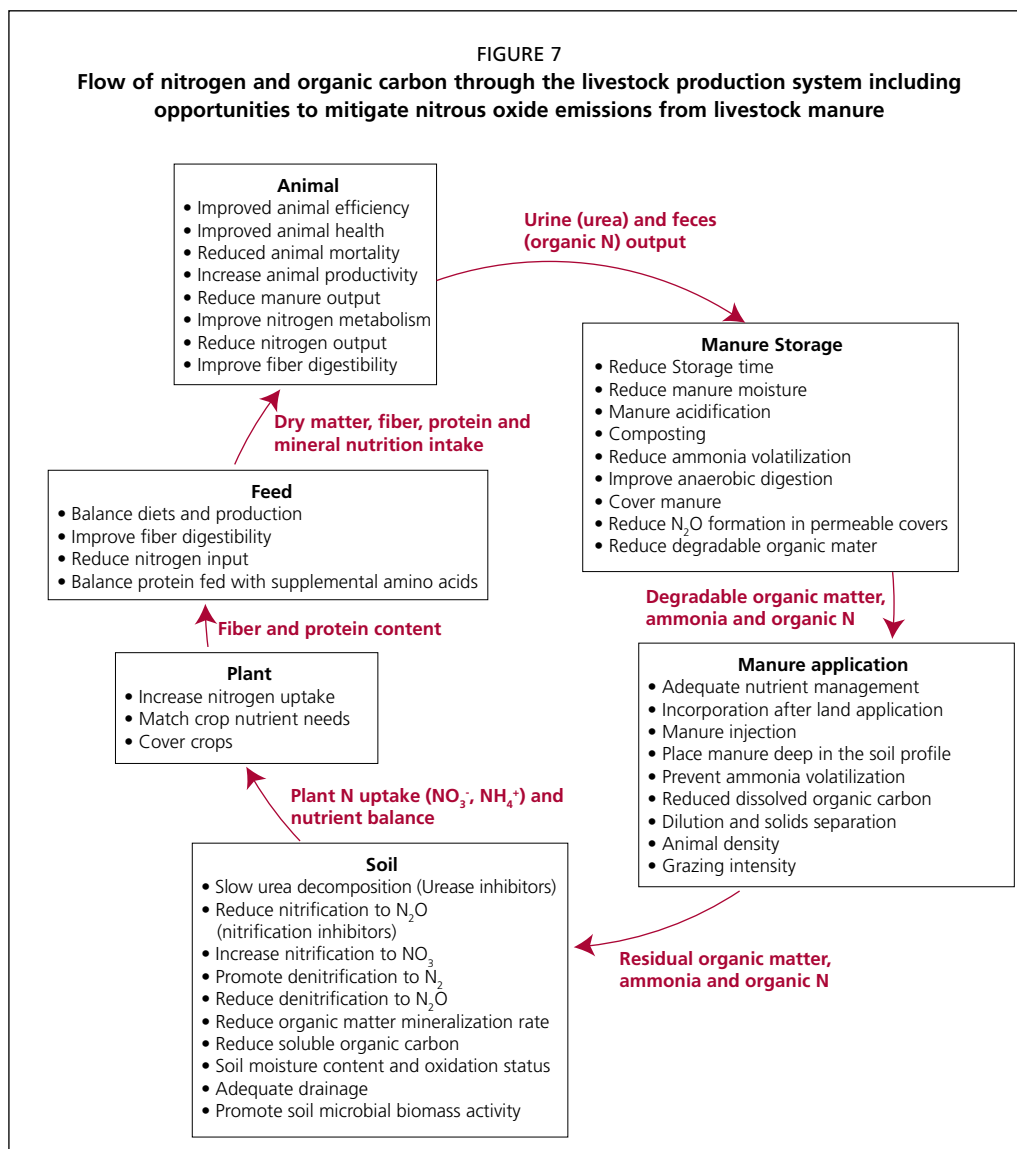 FIGURE 7
Flow of nitrogen and organic carbon through the livestock production system including
opportunities to mitigate nitrous oxide emissions from livestock manure
Animal
• Improved animal efficiency
• Improved animal health
• Reduced animal mortality
• Increase animal productivity
• Reduce manure output
• Improve nitrogen metabolism
• Reduce nitrogen output
• Improve fiber digestibility
Urine (urea) and feces
(organic N) output
Manure Storage
• Reduce Storage time
• Reduce manure moisture
• Manure acidification
• Composting
• Reduce ammonia volatilization
• Improve anaerobic digestion
• Cover manure
• Reduce N₂O formation in permeable covers
• Reduce degradable organic mater
Degradable organic matter,
ammonia and organic N
Manure application
• Adequate nutrient management
• Incorporation after land application
• Manure injection
• Place manure deep in the soil profile
• Prevent ammonia volatilization
• Reduced dissolved organic carbon
• Dilution and solids separation
• Animal density
• Grazing intensity
Residual organic matter,
ammonia and organic N
Soil
• Slow urea decomposition (Urease inhibitors)
• Reduce nitrification to N₂O
(nitrification inhibitors)
• Increase nitrification to NO₃
• Promote denitrification to N₂
• Reduce denitrification to N₂O
• Reduce organic matter mineralization rate
• Reduce soluble organic carbon
• Soil moisture content and oxidation status
• Adequate drainage
• Promote soil microbial biomass activity
Plant N uptake (NO₃⁻, NH₄⁺) and
nutrient balance
Plant
• Increase nitrogen uptake
• Match crop nutrient needs
• Cover crops
Fiber and protein content
Feed
• Balance diets and production
• Improve fiber digestibility
• Reduce nitrogen input
• Balance protein fed with supplemental amino acids
Dry matter, fiber, protein and
mineral nutrition intake